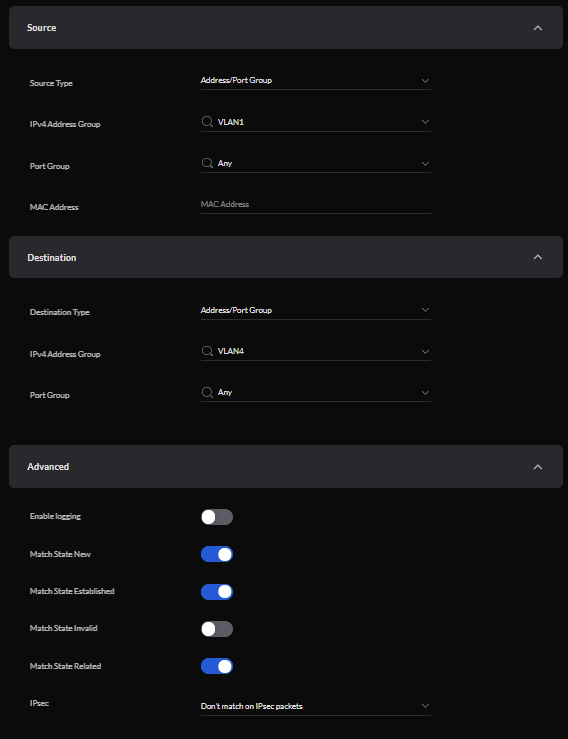 Source
Source Type Address/Port Group
IPv4 Address Group VLAN1
Port Group Any
MAC Address MAC Address
Destination
Destination Type Address/Port Group
IPv4 Address Group VLAN4
Port Group Any
Advanced
Enable logging
Match State New
Match State Established
Match State Invalid
Match State Related
IPsec Don't match on IPsec packets